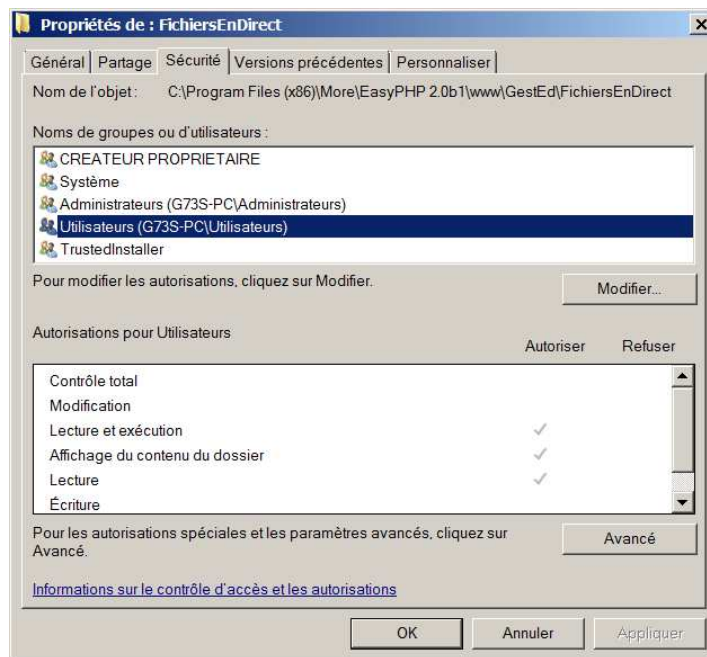 Propriétés de : FichiersEnDirect
Général Partage Sécurité Versions précédentes Personnaliser
Nom de l'objet : C:\Program Files (x86)\More\EasyPHP 2.0b1\www\GestEd\FichiersEnDirect
Noms de groupes ou d'utilisateurs :
CREATEUR PROPRIETAIRE
Système
Administrateurs (G73S-PC\Administrateurs)
Utilisateurs (G73S-PC\Utilisateurs)
TrustedInstaller
Pour modifier les autorisations, cliquez sur Modifier.
Modifier...
Autorisations pour Utilisateurs
Autoriser Refuser
Contrôle total
Modification
Lecture et exécution
Affichage du contenu du dossier
Lecture
Écriture
Pour les autorisations spéciales et les paramètres avancés, cliquez sur
Avancé.
Avancé
Informations sur le contrôle d'accès et les autorisations
OK Annuler Appliquer